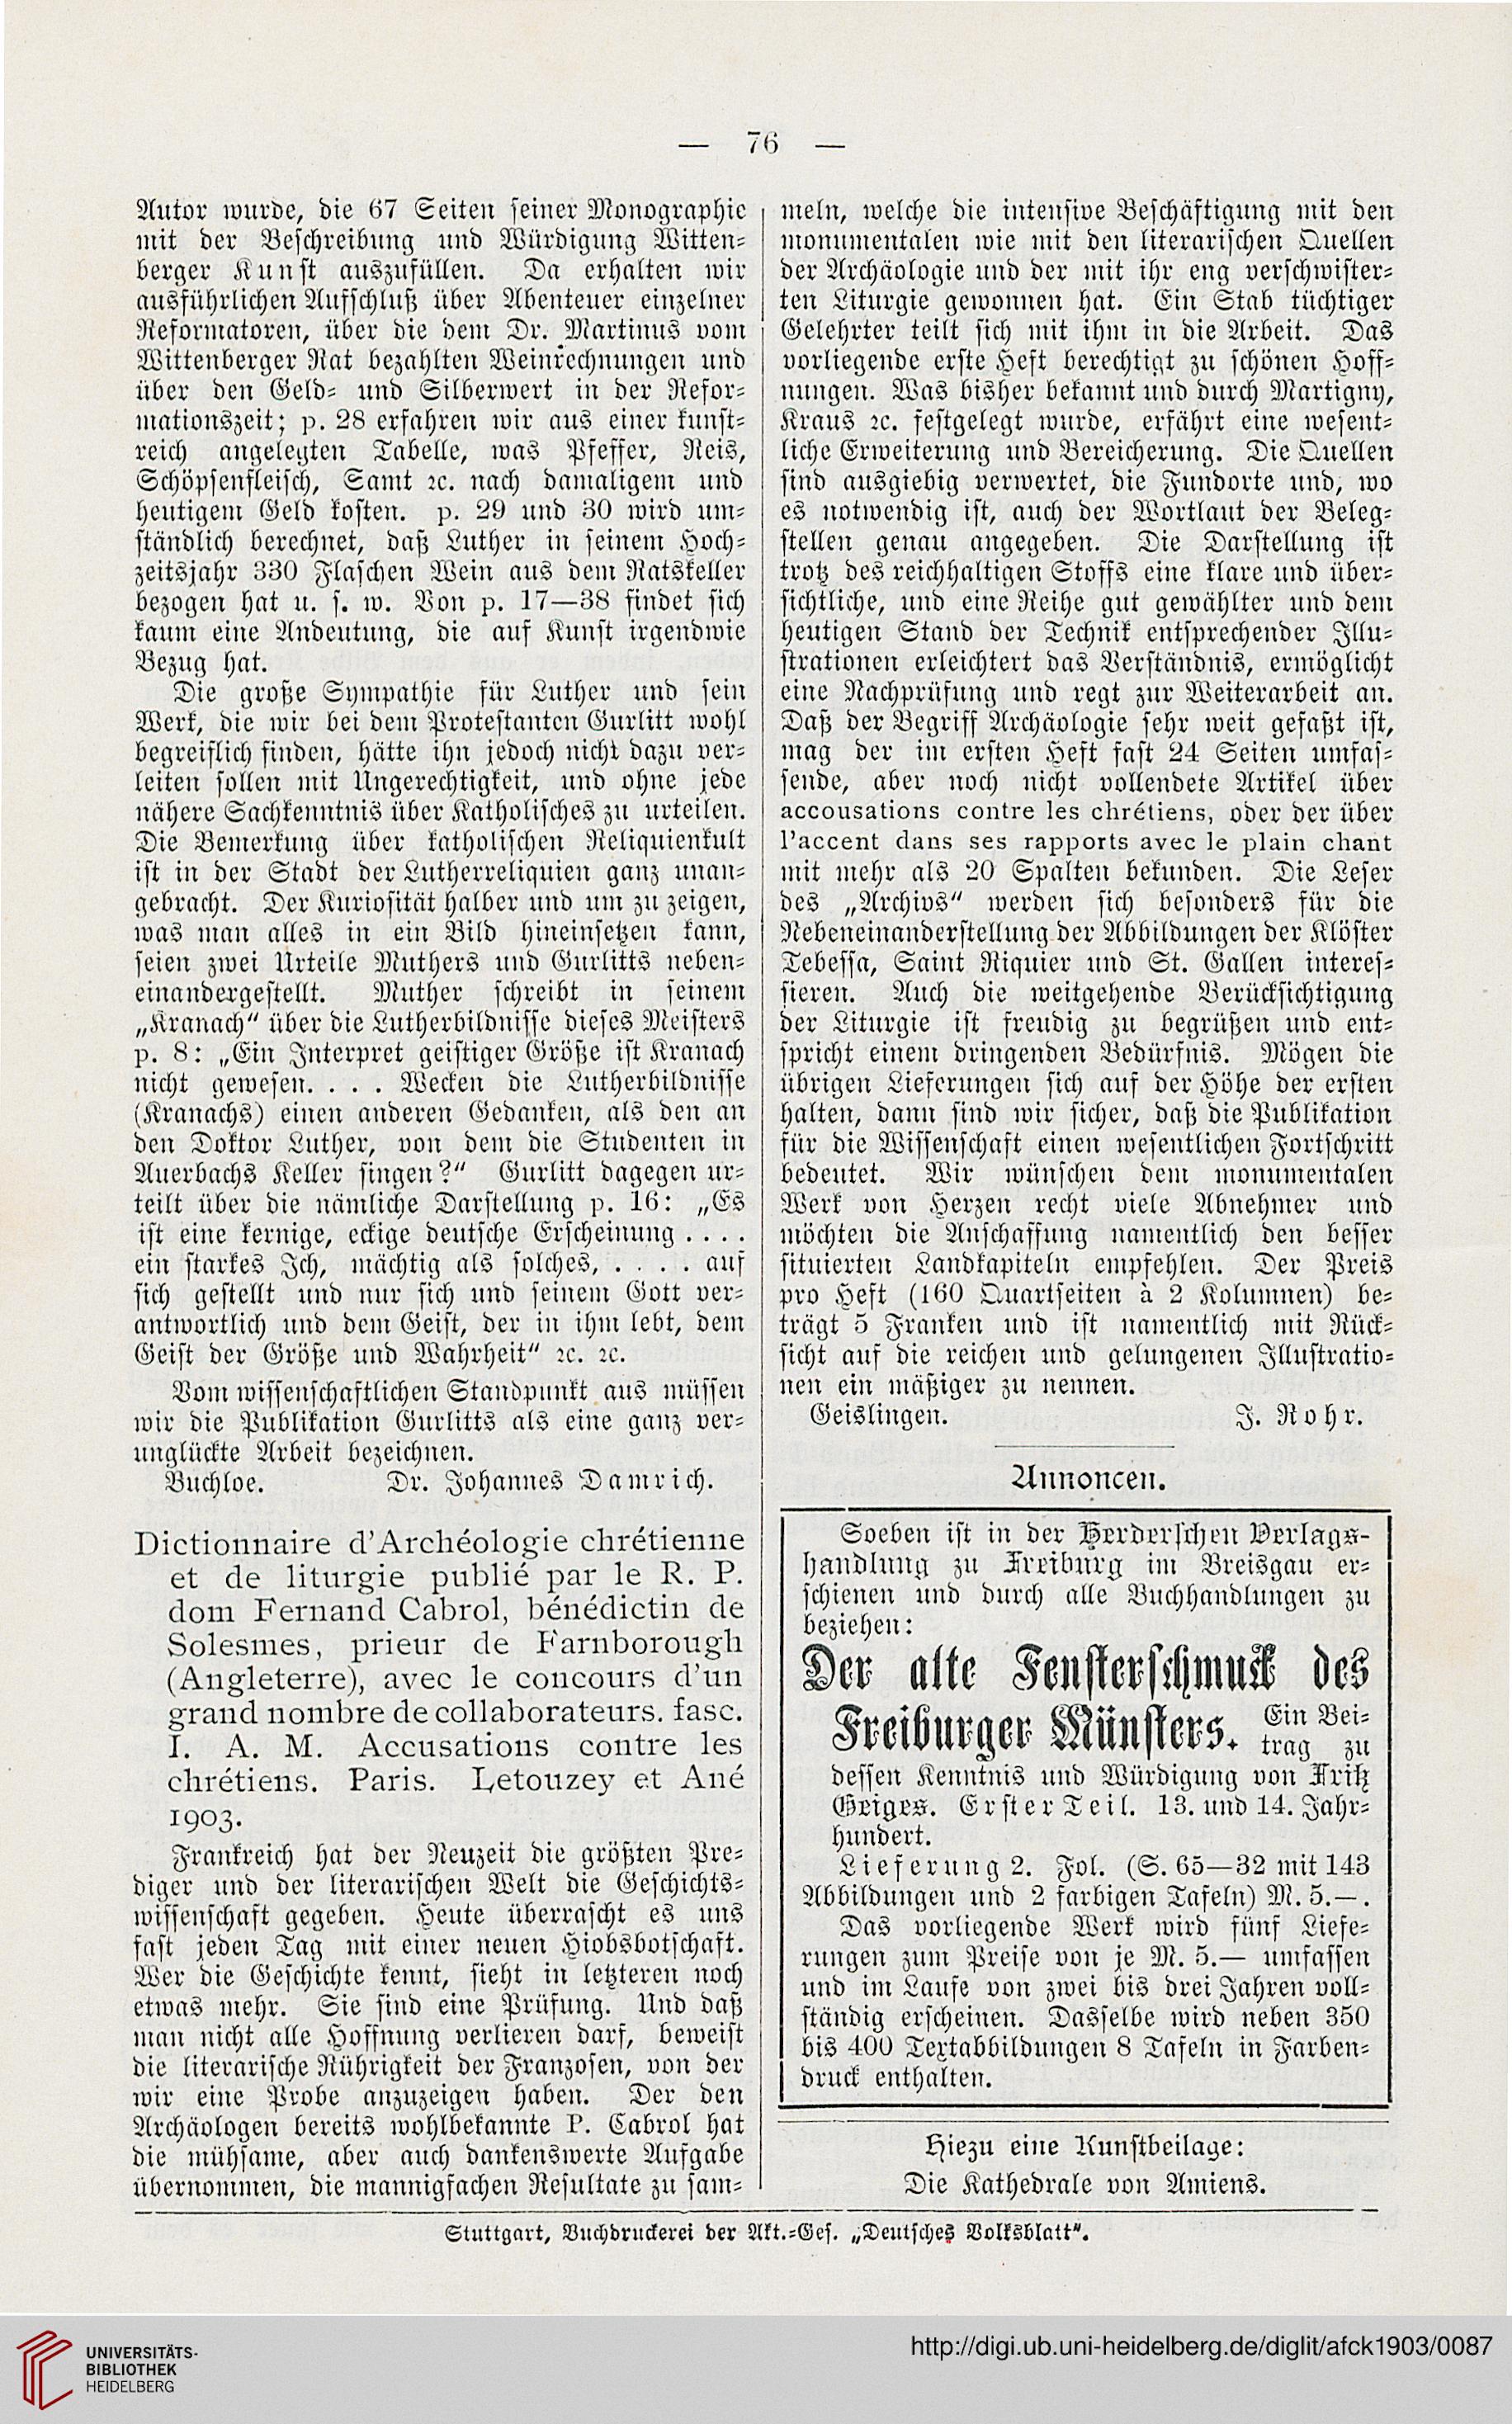 — 76 —
Autor wurde, die 67 Seiten seiner Monographie
mit der Beschreibung und Würdigung Witten-
berger Kunst auszufüllen. Da erhalten wir
ausführlichen Aufschluß über Abenteuer einzelner
Reformatoren, über die dem Dr. Martinus vom
Wittenberger Rat bezahlten Weinrechnungen und
über den Geld- und Silberwert in der Refor-
mationszeit; p. 28 erfahren wir aus einer kunst-
reich angelegten Tabelle, was Pfeffer, Reis,
Schöpsenfleisch, Samt ꝛc. nach damaligem und
heutigem Geld kosten. p. 29 und 30 wird um-
ständlich berechnet, daß Luther in seinem Hoch-
zeitsjahr 330 Flaschen Wein aus dem Ratskeller
bezogen hat u. s. w. Von p. 17—38 findet sich
kaum eine Andeutung, die auf Kunst irgendwie
Bezug hat.
Die große Sympathie für Luther und sein
Werk, die wir bei dem Protestanten Gurlitt wohl
begreiflich finden, hätte ihn jedoch nicht dazu ver-
leiten sollen mit Ungerechtigkeit, und ohne jede
nähere Sachkenntnis über Katholisches zu urteilen.
Die Bemerkung über katholischen Reliquienkult
ist in der Stadt der Lutherreliquien ganz unan-
gebracht. Der Kuriosität halber und um zu zeigen,
was man alles in ein Bild hineinsetzen kann,
seien zwei Urteile Muthers und Gurlitts neben-
einandergestellt. Muther schreibt in seinem
„Kranach“ über die Lutherbildnisse dieses Meisters
p. 8: „Ein Interpret geistiger Größe ist Kranach
nicht gewesen. . . . Wecken die Lutherbildnisse
(Kranachs) einen anderen Gedanken, als den an
den Doktor Luther, von dem die Studenten in
Auerbachs Keller singen?“ Gurlitt dagegen ur-
teilt über die nämliche Darstellung p. 16: „Es
ist eine kernige, eckige deutsche Erscheinung . . . .
ein starkes Ich, mächtig als solches, . . . . auf
sich gestellt und nur sich und seinem Gott ver-
antwortlich und dem Geist, der in ihm lebt, dem
Geist der Größe und Wahrheit“ ꝛc. ꝛc.
Vom wissenschaftlichen Standpunkt aus müssen
wir die Publikation Gurlitts als eine ganz ver-
unglückte Arbeit bezeichnen.
Buchloe. Dr. Johannes Damrich.
Dictionnaire d'Archéologie chrétienne
et de liturgie publié par le R. P.
dom Fernand Cabrol, bénédictin de
Solesmes, prieur de Farnborough
(Angleterre), avec le concours d'un
grand nombre de collaborateurs. fasc.
I. A. M. Accusations contre les
chrétiens. Paris. Letouzey et Ané
1903.
Frankreich hat der Neuzeit die größten Pre-
diger und der literarischen Welt die Geschichts-
wissenschaft gegeben. Heute überrascht es uns
fast jeden Tag mit einer neuen Hiobsbotschaft.
Wer die Geschichte kennt, sieht in letzteren noch
etwas mehr. Sie sind eine Prüfung. Und daß
man nicht alle Hoffnung verlieren darf, beweist
die literarische Rührigkeit der Franzosen, von der
wir eine Probe anzuzeigen haben. Der den
Archäologen bereits wohlbekannte P. Cabrol hat
die mühsame, aber auch dankenswerte Aufgabe
übernommen, die mannigfachen Resultate zu sam-
meln, welche die intensive Beschäftigung mit den
monumentalen wie mit den literarischen Quellen
der Archäologie und der mit ihr eng verschwister-
ten Liturgie gewonnen hat. Ein Stab tüchtiger
Gelehrter teilt sich mit ihm in die Arbeit. Das
vorliegende erste Heft berechtigt zu schönen Hoff-
nungen. Was bisher bekannt und durch Martigny,
Kraus ꝛc. festgelegt wurde, erfährt eine wesent-
liche Erweiterung und Bereicherung. Die Quellen
sind ausgiebig verwertet, die Fundorte und, wo
es notwendig ist, auch der Wortlaut der Beleg-
stellen genau angegeben. Die Darstellung ist
trotz des reichhaltigen Stoffs eine klare und über-
sichtliche, und eine Reihe gut gewählter und dem
heutigen Stand der Technik entsprechender Illu-
strationen erleichtert das Verständnis, ermöglicht
eine Nachprüfung und regt zur Weiterarbeit an.
Daß der Begriff Archäologie sehr weit gefaßt ist,
mag der im ersten Heft fast 24 Seiten umfas-
sende, aber noch nicht vollendete Artikel über
accousations contre les chrétiens, oder der über
l'accent dans ses rapports avec le plain chant
mit mehr als 20 Spalten bekunden. Die Leser
des „Archivs“ werden sich besonders für die
Nebeneinanderstellung der Abbildungen der Klöster
Tebessa, Saint Riquier und St. Gallen interes-
sieren. Auch die weitgehende Berücksichtigung
der Liturgie ist freudig zu begrüßen und ent-
spricht einem dringenden Bedürfnis. Mögen die
übrigen Lieferungen sich auf der Höhe der ersten
halten, dann sind wir sicher, daß die Publikation
für die Wissenschaft einen wesentlichen Fortschritt
bedeutet. Wir wünschen dem monumentalen
Werk von Herzen recht viele Abnehmer und
möchten die Anschaffung namentlich den besser
situierten Landkapiteln empfehlen. Der Preis
pro Heft (160 Quartseiten à 2 Kolumnen) be-
trägt 5 Franken und ist namentlich mit Rück-
sicht auf die reichen und gelungenen Illustratio-
nen ein mäßiger zu nennen.
Geislingen. J. Rohr.
Annoncen.
Soeben ist in der Herderschen Verlags-
handlung zu Freiburg im Breisgau er-
schienen und durch alle Buchhandlungen zu
beziehen:
Der alte Fensterschmuck des
Freiburger Münsters. Ein Bei-
trag zu
dessen Kenntnis und Würdigung von Fritz
Geiges. Erster Teil. 13. und 14. Jahr-
hundert.
Lieferung 2. Fol. (S. 65—32 mit 143
Abbildungen und 2 farbigen Tafeln) M. 5.—.
Das vorliegende Werk wird fünf Liefe-
rungen zum Preise von je M. 5.— umfassen
und im Laufe von zwei bis drei Jahren voll-
ständig erscheinen. Dasselbe wird neben 350
bis 400 Textabbildungen 8 Tafeln in Farben-
druck enthalten.
Hiezu eine Kunstbeilage:
Die Kathedrale von Amiens.
Stuttgart, Buchdruckerei der Akt.-Ges. „Deutsches Volksblatt“.
UNIVERSITÄTS-
BIBLIOTHEK
HEIDELBERG
http://digi.ub.uni-heidelberg.de/diglit/afck1903/0087